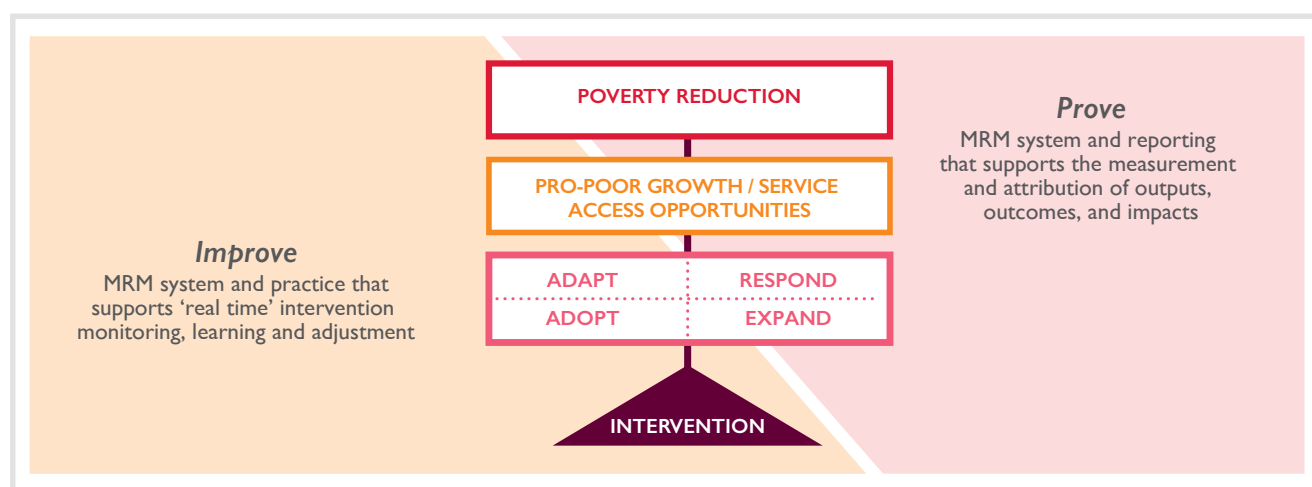 POVERTY REDUCTION
PRO-POOR GROWTH / SERVICE
ACCESS OPPORTUNITIES
ADAPT
RESPOND
ADOPT
EXPAND
INTERVENTION
Improve
MRM system and practice that
supports ‘real time’ intervention
monitoring, learning and adjustment
Prove
MRM system and reporting
that supports the measurement
and attribution of outputs,
outcomes, and impacts